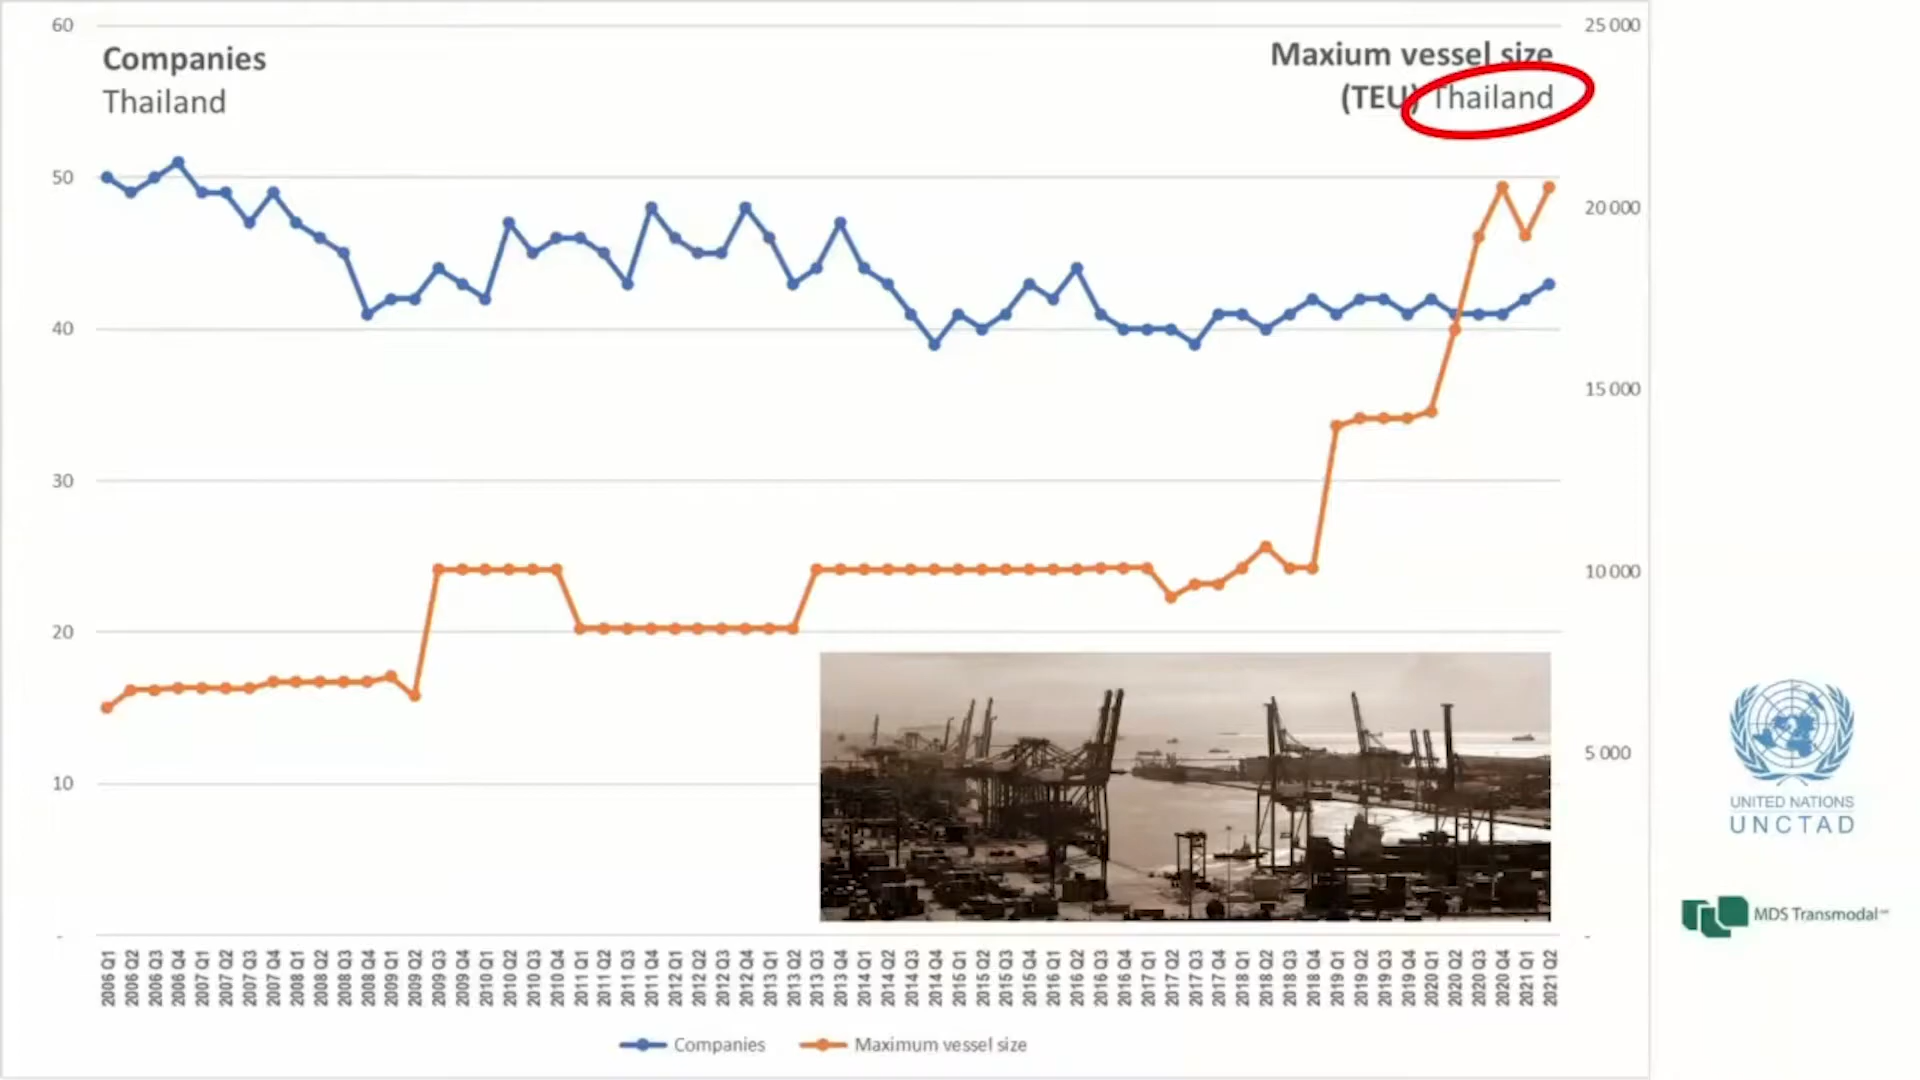 60
25 000
Companies
Thailand
Maxium vessel size
(TEU) Thailand
50
20 000
40
15 000
30
10 000
20
5 000
10
-
-
2006 Q1
2006 Q2
2006 Q3
2006 Q4
2007 Q1
2007 Q2
2007 Q3
2007 Q4
2008 Q1
2008 Q2
2008 Q3
2008 Q4
2009 Q1
2009 Q2
2009 Q3
2009 Q4
2010 Q1
2010 Q2
2010 Q3
2010 Q4
2011 Q1
2011 Q2
2011 Q3
2011 Q4
2012 Q1
2012 Q2
2012 Q3
2012 Q4
2013 Q1
2013 Q2
2013 Q3
2013 Q4
2014 Q1
2014 Q2
2014 Q3
2014 Q4
2015 Q1
2015 Q2
2015 Q3
2015 Q4
2016 Q1
2016 Q2
2016 Q3
2016 Q4
2017 Q1
2017 Q2
2017 Q3
2017 Q4
2018 Q1
2018 Q2
2018 Q3
2018 Q4
2019 Q1
2019 Q2
2019 Q3
2019 Q4
2020 Q1
2020 Q2
2020 Q3
2020 Q4
2021 Q1
2021 Q2
Companies
Maximum vessel size
UNITED NATIONS
UNCTAD
MDS Transmodal